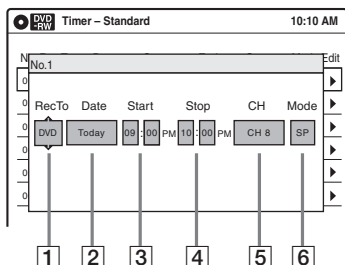 DVD -RW Timer – Standard 10:10 AM
No.1
Edit
RecTo Date Start Stop CH Mode
DVD Today 09 : 00 PM 10 : 00 PM CH 8 SP
1 2 3 4 5 6